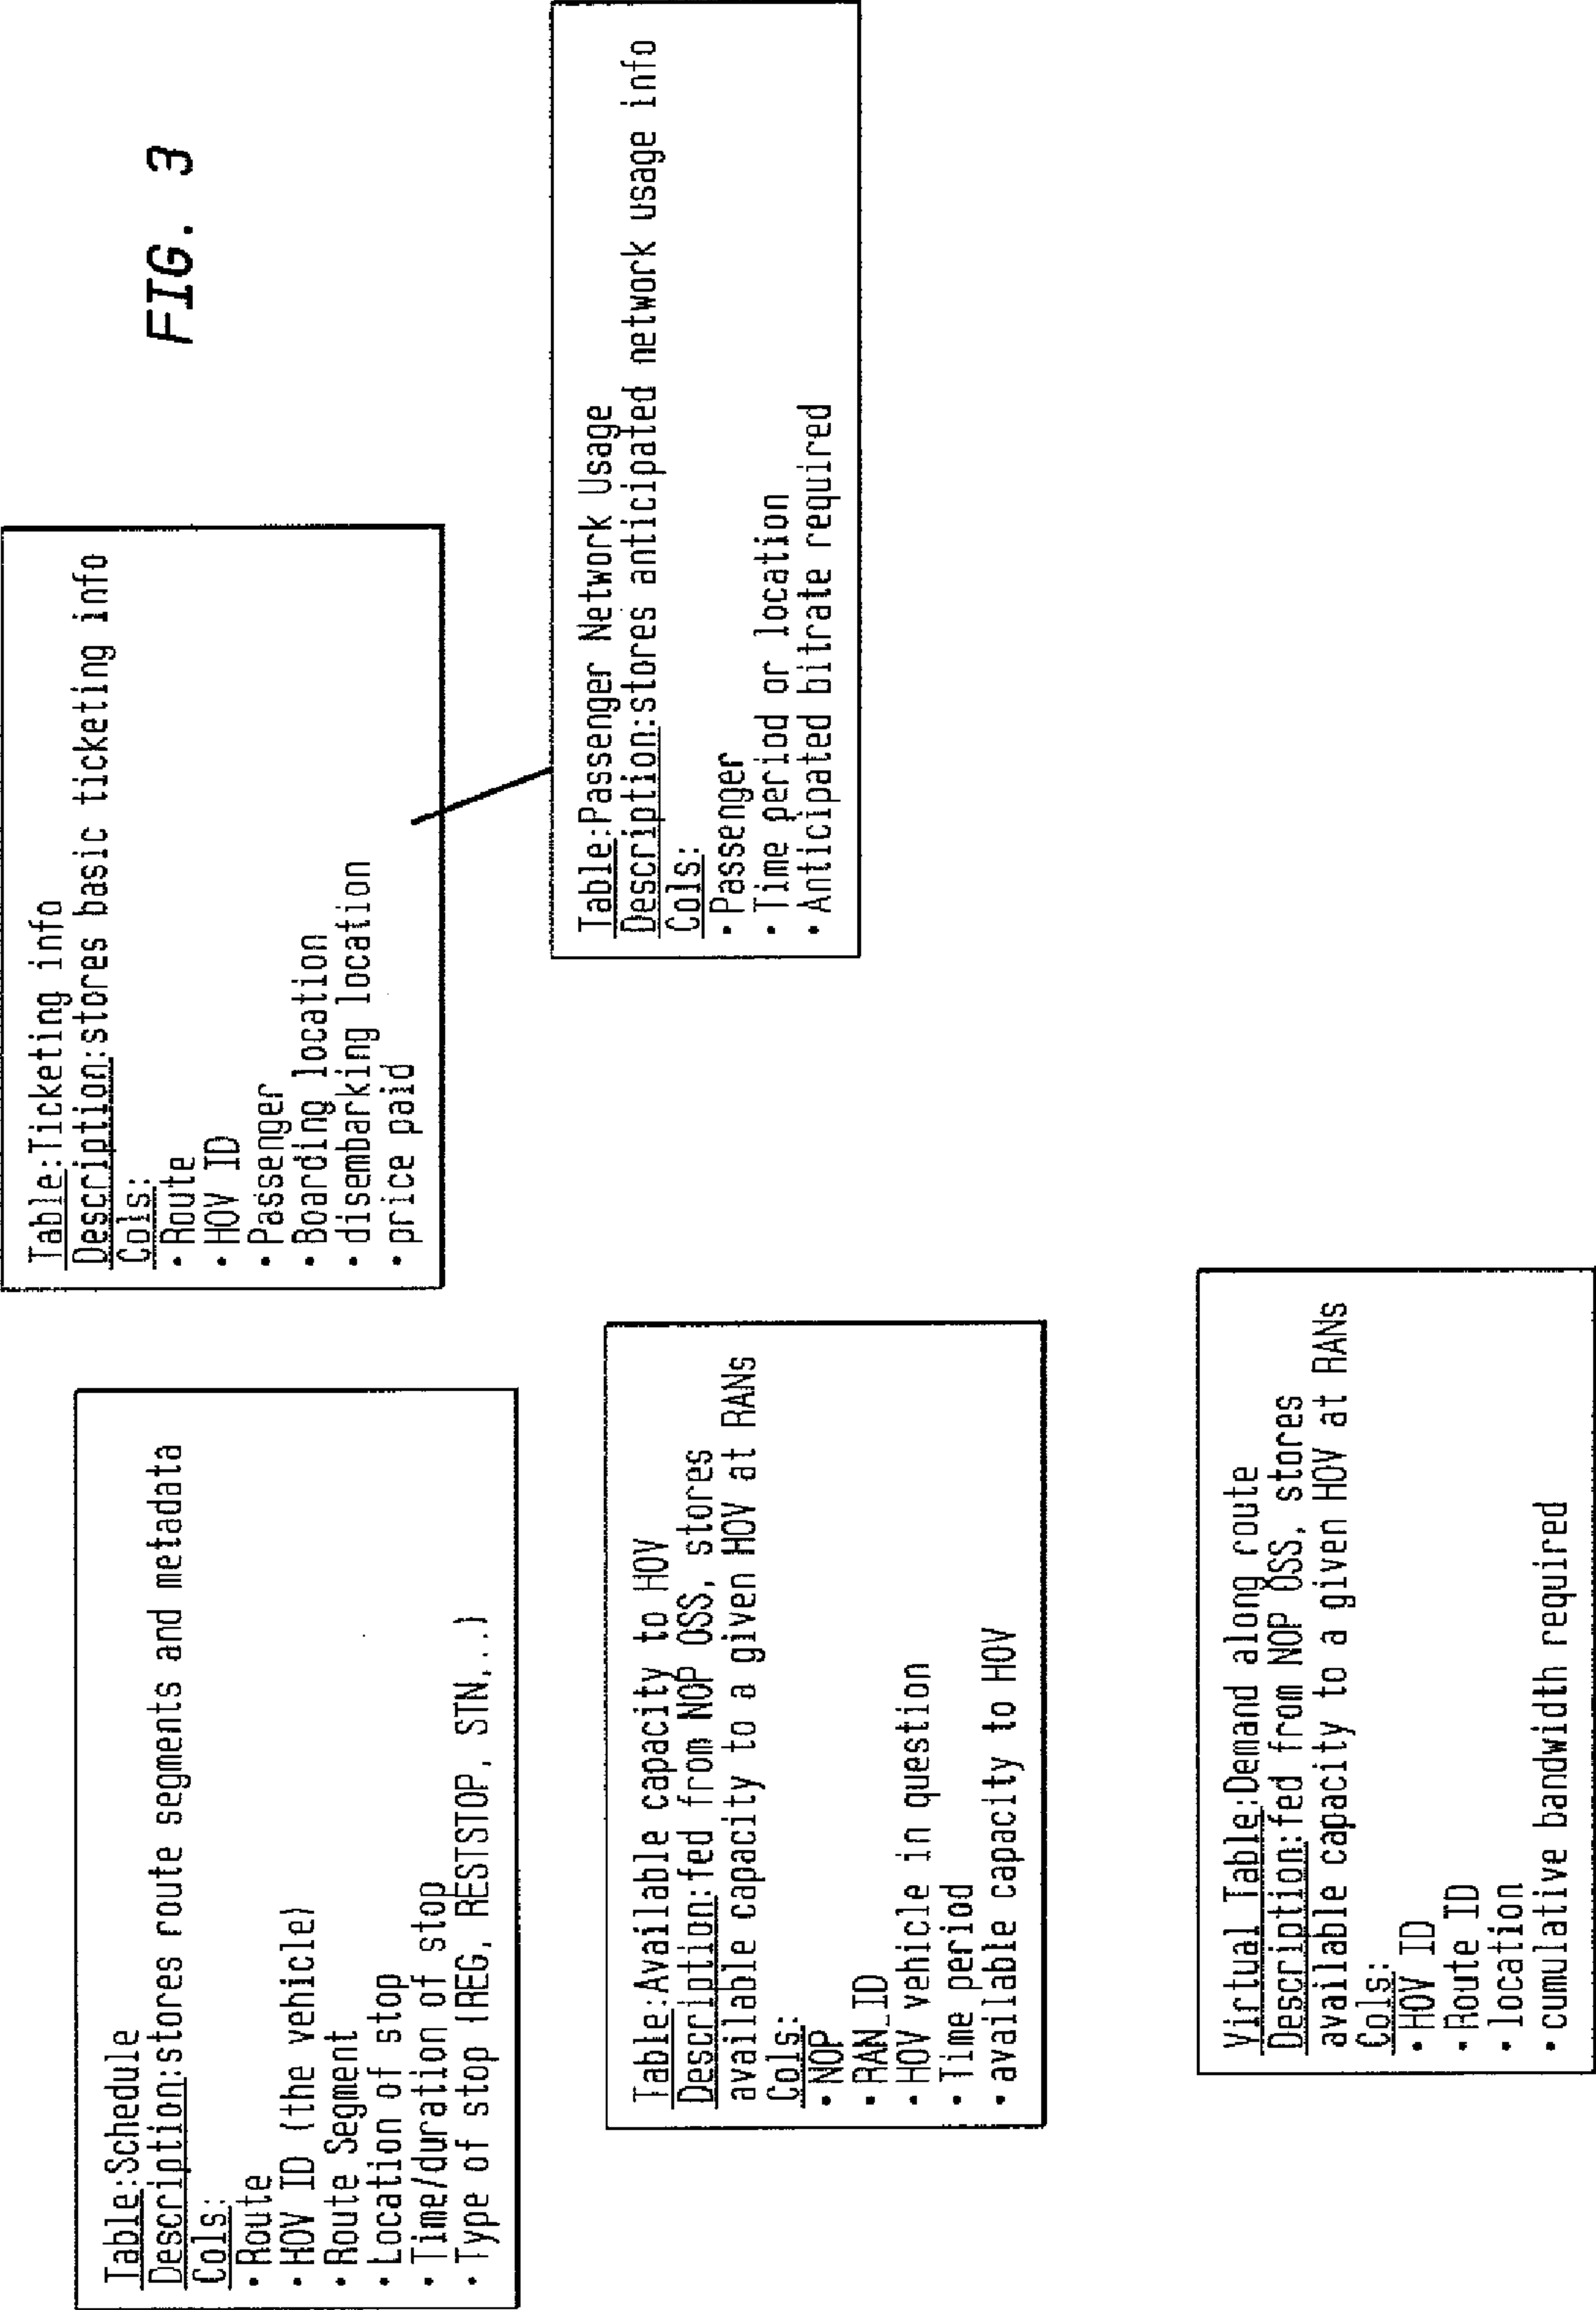 FIG. 3
Table:Schedule
Description:stores route segments and metadata
Cols:
• Route
• HOV ID (the vehicle)
• Route Segment
• Location of stop
• Time/duration of stop
• Type of stop (REG, RESTSTOP, STN,..)
Table:Ticketing info
Description:stores basic ticketing info
Cols:
• Route
• HOV ID
• Passenger
• Boarding location
• disembarking location
• price paid
Table:Available capacity to HOV
Description:fed from NOP OSS, stores
available capacity to a given HOV at RANs
Cols:
• NOP
• RAN_ID
• HOV vehicle in question
• Time period
• available capacity to HOV
Table:Passenger Network Usage
Description:stores anticipated network usage info
Cols:
• Passenger
• Time period or location
• Anticipated bitrate required
Virtual Table:Demand along route
Description:fed from NOP OSS, stores
available capacity to a given HOV at RANs
Cols:
• HOV ID
• Route ID
• location
• cumulative bandwidth required